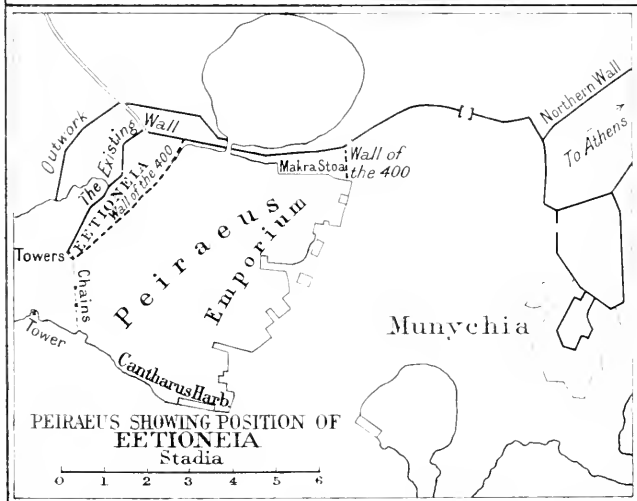 Northern Wall
To Athens
Outwork
The Existing Wall
EETIONEIA
Wall of the 400
Makra Stoa
Wall of
the 400
Peiraeus
Emporium
Towers
Chains
Tower
Munychia
Cantharus Harb.
PEIRAEUS SHOWING POSITION OF
EETIONEIA
Stadia
0 1 2 3 4 5 6